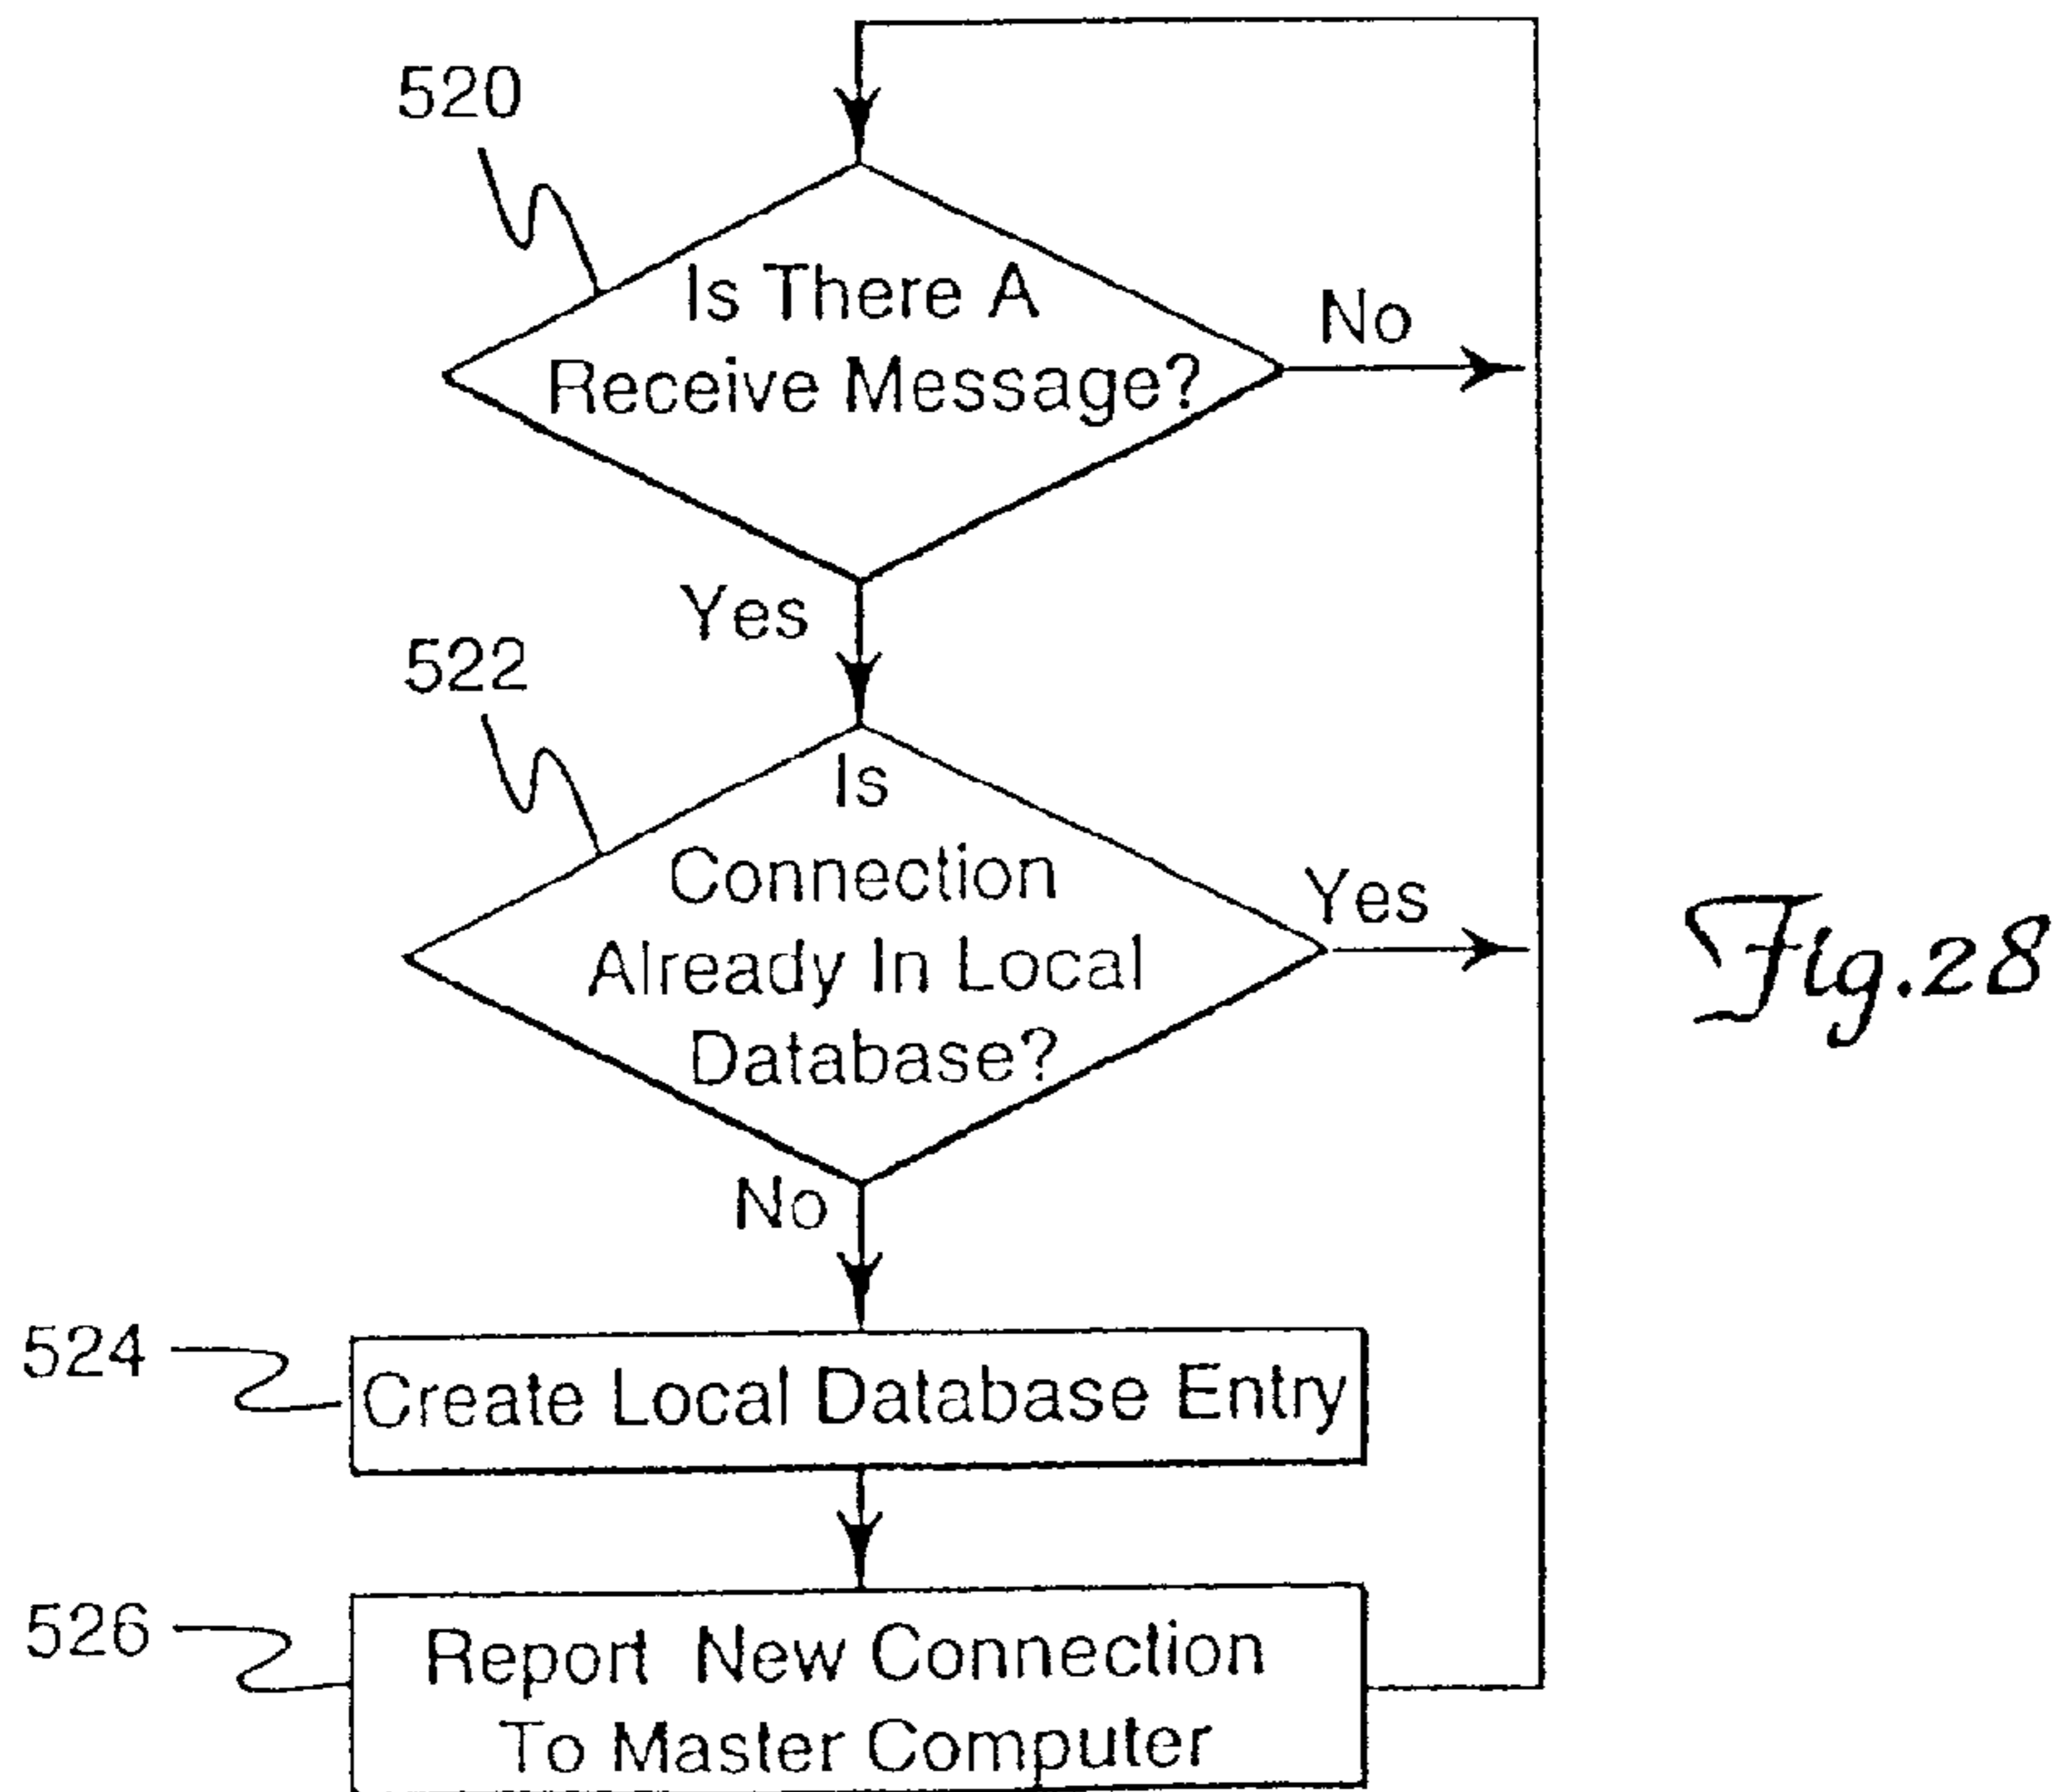 520
Is There A
Receive Message?
No
Yes
522
Is
Connection
Already In Local
Database?
Yes
No
524
Create Local Database Entry
526
Report New Connection
To Master Computer
Fig.28